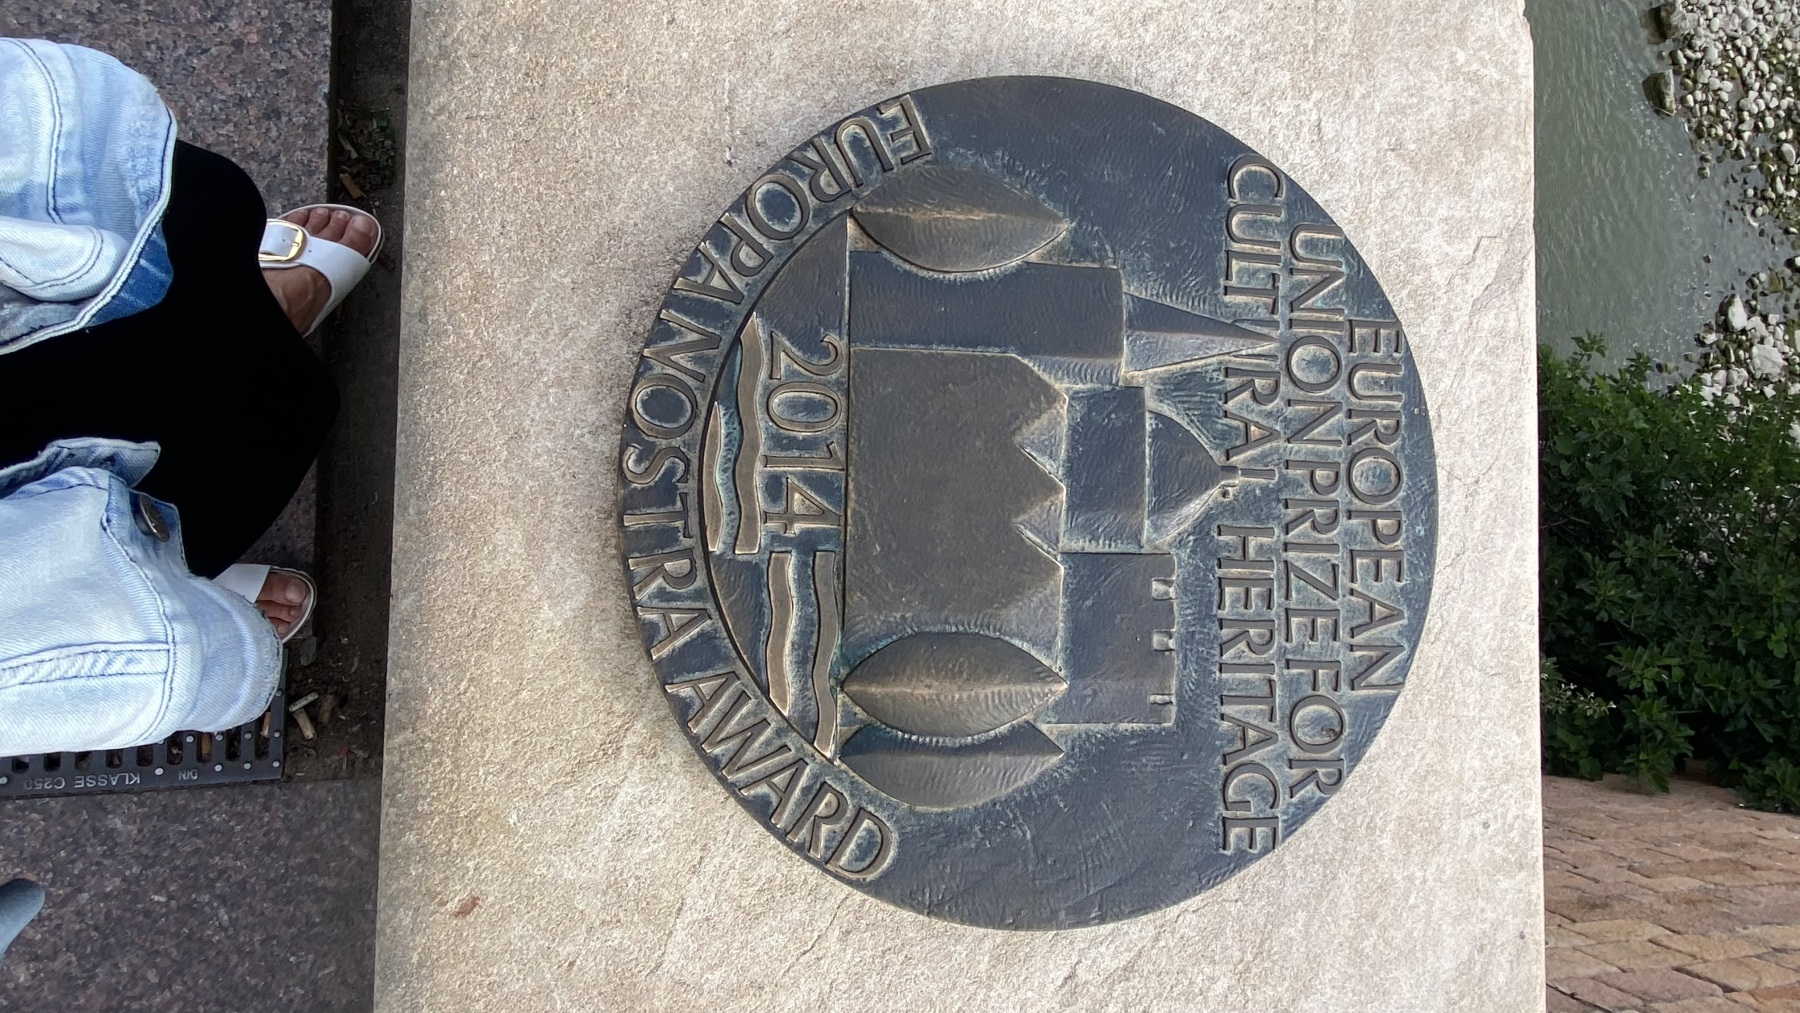 EUROPEAN
UNION PRIZE FOR
CULTURAL HERITAGE
2014
EUROPA NOSTRA AWARD
DIN
KLASSE C250